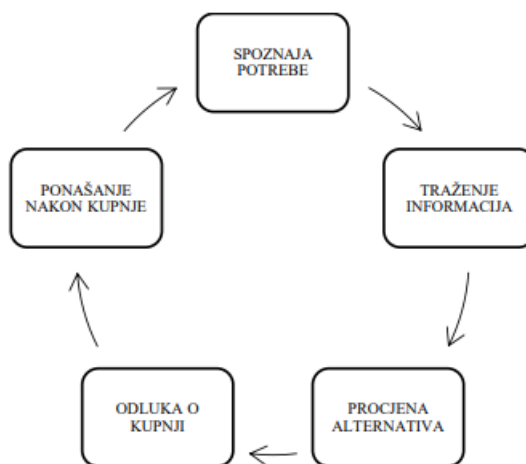 SPOZNAJA
POTREBE
TRAŽENJE
INFORMACIJA
PROCJENA
ALTERNATIVA
ODLUKA O
KUPNJI
PONAŠANJE
NAKON KUPNJE